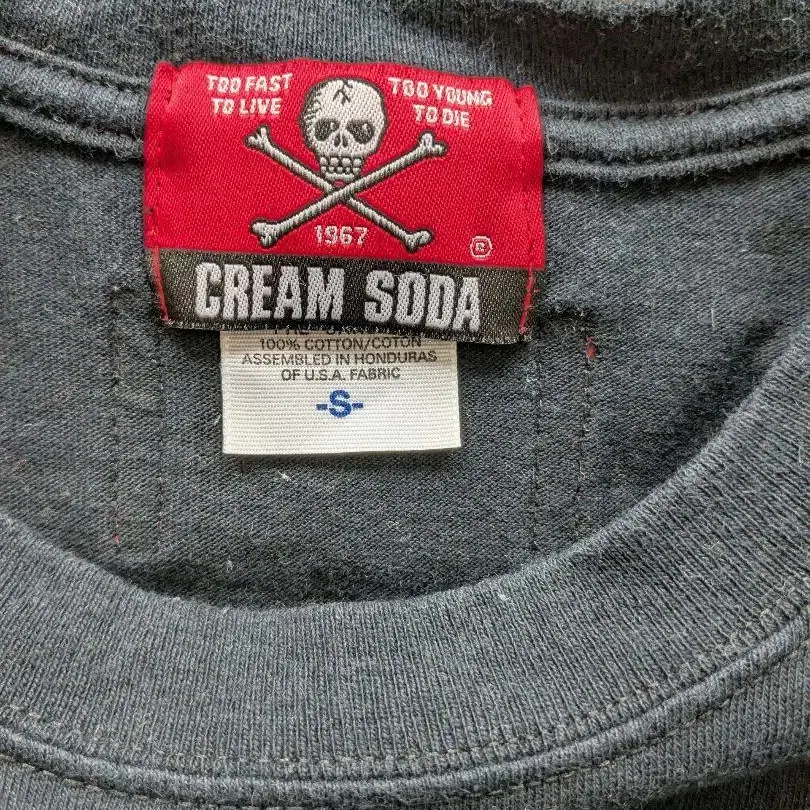 TOO FAST
TO LIVE
TOO YOUNG
TO DIE
1967
®
CREAM SODA
100% COTTON/COTON
ASSEMBLED IN HONDURAS
OF U.S.A. FABRIC
-S-